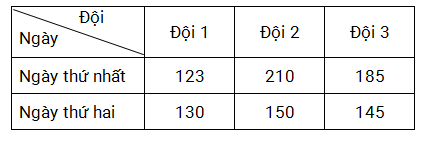 Đội
Ngày
Đội 1 Đội 2 Đội 3
Ngày thứ nhất 123 210 185
Ngày thứ hai 130 150 145